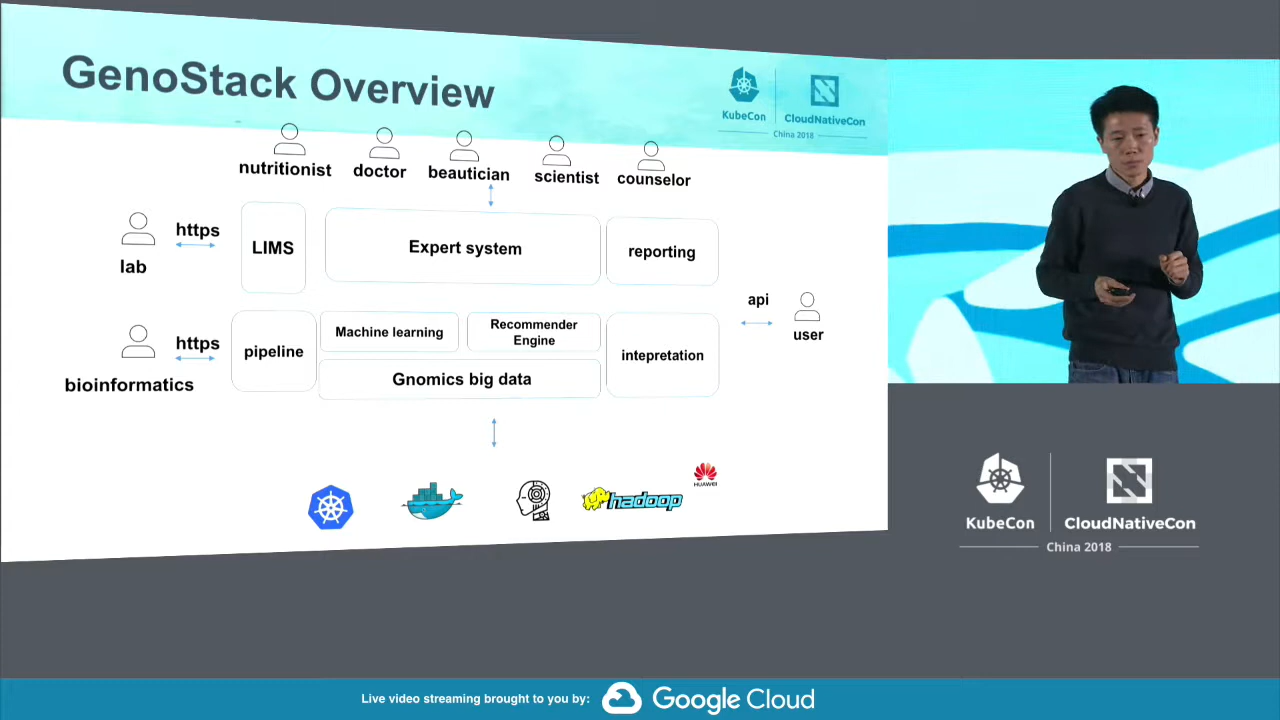 GenoStack Overview
KubeCon
CloudNativeCon
China 2018
nutritionist
doctor
beautician
scientist
counselor
https
lab
LIMS
Expert system
reporting
api
user
https
bioinformatics
pipeline
Machine learning
Recommender
Engine
Gnomics big data
intepretation
hadoop
HUAWEI
KubeCon
CloudNativeCon
China 2018
Live video streaming brought to you by:
Google Cloud